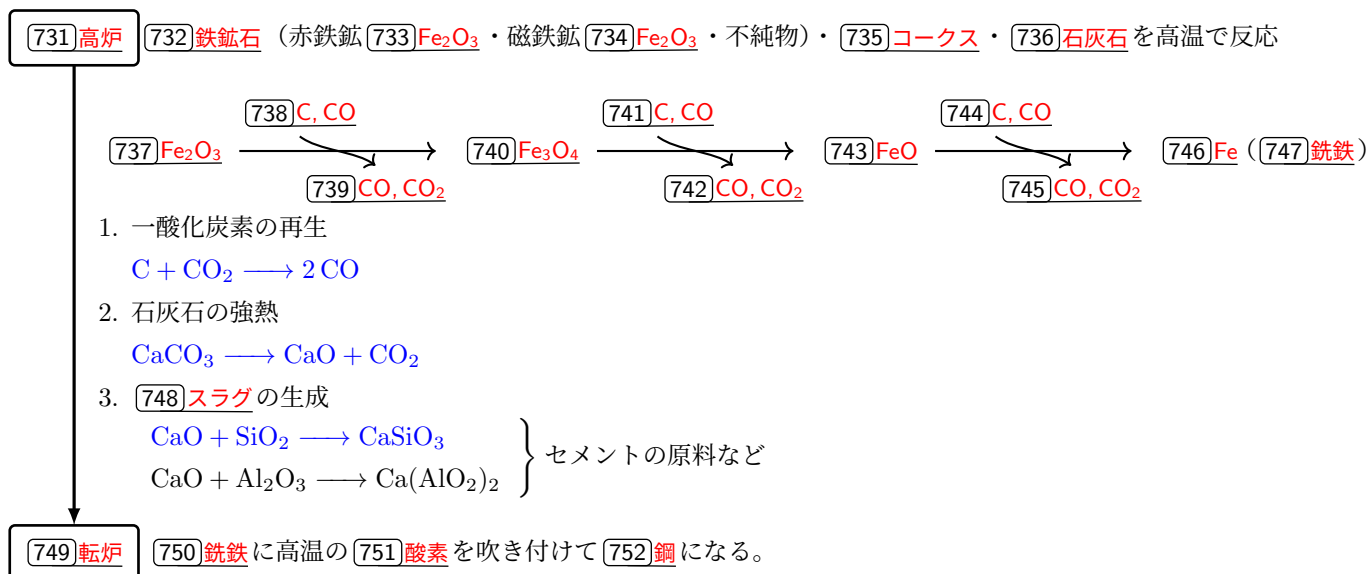 731 高炉 732 鉄鉱石（赤鉄鉱 733 Fe₂O₃・磁鉄鉱 734 Fe₂O₃・不純物）・735 コークス・736 石灰石を高温で反応
738 C, CO 741 C, CO 744 C, CO
737 Fe₂O₃ ⟶ 740 Fe₃O₄ ⟶ 743 FeO ⟶ 746 Fe（747 銑鉄）
739 CO, CO₂ 742 CO, CO₂ 745 CO, CO₂
1. 一酸化炭素の再生
C + CO₂ ⟶ 2 CO
2. 石灰石の強熱
CaCO₃ ⟶ CaO + CO₂
3. 748 スラグの生成
CaO + SiO₂ ⟶ CaSiO₃
CaO + Al₂O₃ ⟶ Ca(AlO₂)₂
セメントの原料など
749 転炉 750 銑鉄に高温の 751 酸素を吹き付けて 752 鋼になる。